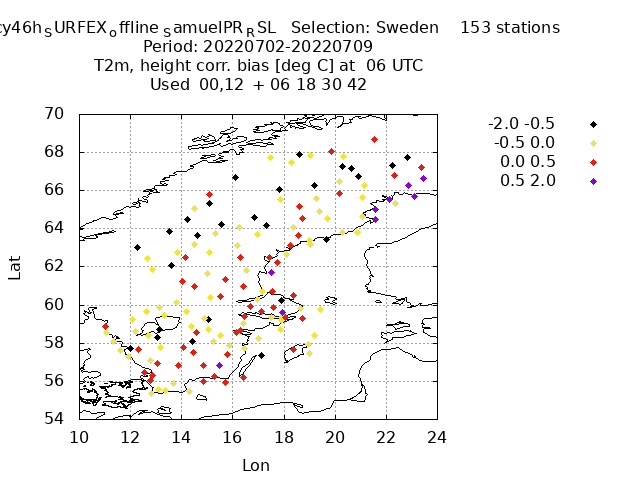 cy46h_SURFEX_offline_SamuelPR_RSL Selection: Sweden 153 stations
Period: 20220702-20220709
T2m, height corr. bias [deg C] at 06 UTC
Used 00,12 + 06 18 30 42
-2.0 -0.5
-0.5 0.0
0.0 0.5
0.5 2.0
70
68
66
64
62
60
58
56
54
Lat
10 12 14 16 18 20 22 24
Lon